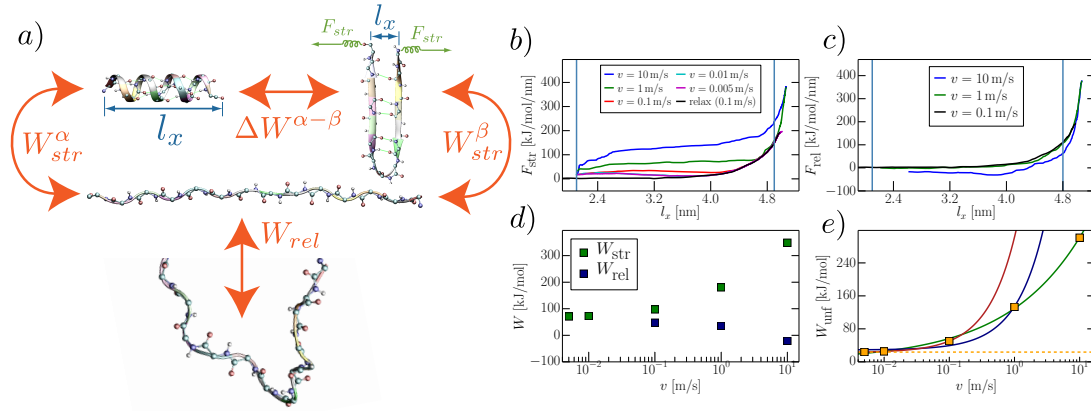 a)
F_str
l_x
F_str
l_x
ΔW^{α−β}
W^α_str
W^β_str
W_rel
b)
F_str [kJ/mol/nm]
400
300
200
100
0
v = 10 m/s
v = 1 m/s
v = 0.1 m/s
v = 0.01 m/s
v = 0.005 m/s
relax (0.1 m/s)
2.4 3.2 4.0 4.8
l_x [nm]
c)
F_rel [kJ/mol/nm]
400
300
200
100
0
−100
v = 10 m/s
v = 1 m/s
v = 0.1 m/s
2.4 3.2 4.0 4.8
l_x [nm]
d)
W [kJ/mol]
300
200
100
0
−100
W_str
W_rel
10^−2 10^−1 10^0 10^1
v [m/s]
e)
W_unf [kJ/mol]
240
160
80
0
10^−2 10^−1 10^0 10^1
v [m/s]